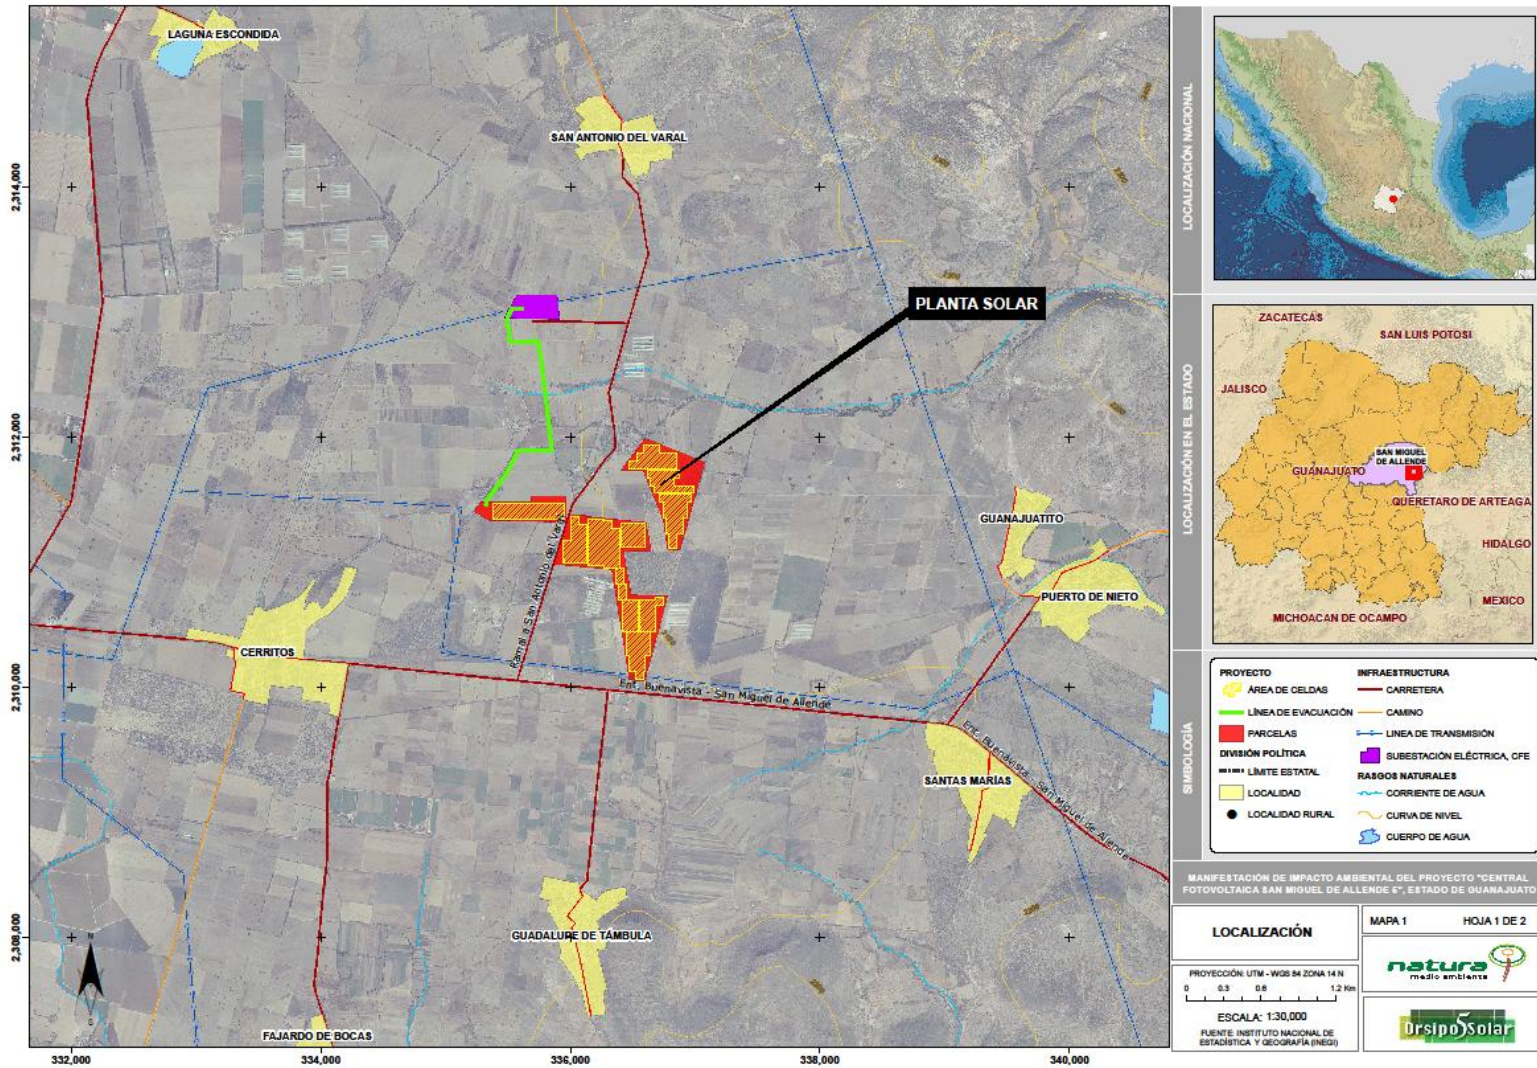 LAGUNA ESCONDIDA
SAN ANTONIO DEL VARAL
PLANTA SOLAR
GUANAJUATITO
PUERTO DE NIETO
CERRITOS
Ramal a San Antonio del Varal
Ent. Buenavista - San Miguel de Allende
Ent. Buenavista - San Miguel de Allende
SANTAS MARÍAS
GUADALUPE DE TÁMBULA
FAJARDO DE BOCAS
2,314,000
2,312,000
2,310,000
2,308,000
332,000
334,000
336,000
338,000
340,000
N
S
LOCALIZACIÓN NACIONAL
LOCALIZACIÓN EN EL ESTADO
ZACATECAS
SAN LUIS POTOSI
JALISCO
SAN MIGUEL
DE ALLENDE
GUANAJUATO
QUERETARO DE ARTEAGA
HIDALGO
MEXICO
MICHOACAN DE OCAMPO
SIMBOLOGÍA
PROYECTO
ÁREA DE CELDAS
LÍNEA DE EVACUACIÓN
PARCELAS
DIVISIÓN POLÍTICA
LÍMITE ESTATAL
LOCALIDAD
LOCALIDAD RURAL
INFRAESTRUCTURA
CARRETERA
CAMINO
LINEA DE TRANSMISIÓN
SUBESTACIÓN ELÉCTRICA, CFE
RASGOS NATURALES
CORRIENTE DE AGUA
CURVA DE NIVEL
CUERPO DE AGUA
MANIFESTACIÓN DE IMPACTO AMBIENTAL DEL PROYECTO "CENTRAL
FOTOVOLTAICA SAN MIGUEL DE ALLENDE 5", ESTADO DE GUANAJUATO
LOCALIZACIÓN
MAPA 1 HOJA 1 DE 2
PROYECCIÓN: UTM - WGS 84 ZONA 14 N
0 0.3 0.6 1.2 Km
ESCALA: 1:30,000
FUENTE: INSTITUTO NACIONAL DE
ESTADÍSTICA Y GEOGRAFÍA (INEGI)
natura
medio ambiente
Orsipo5Solar